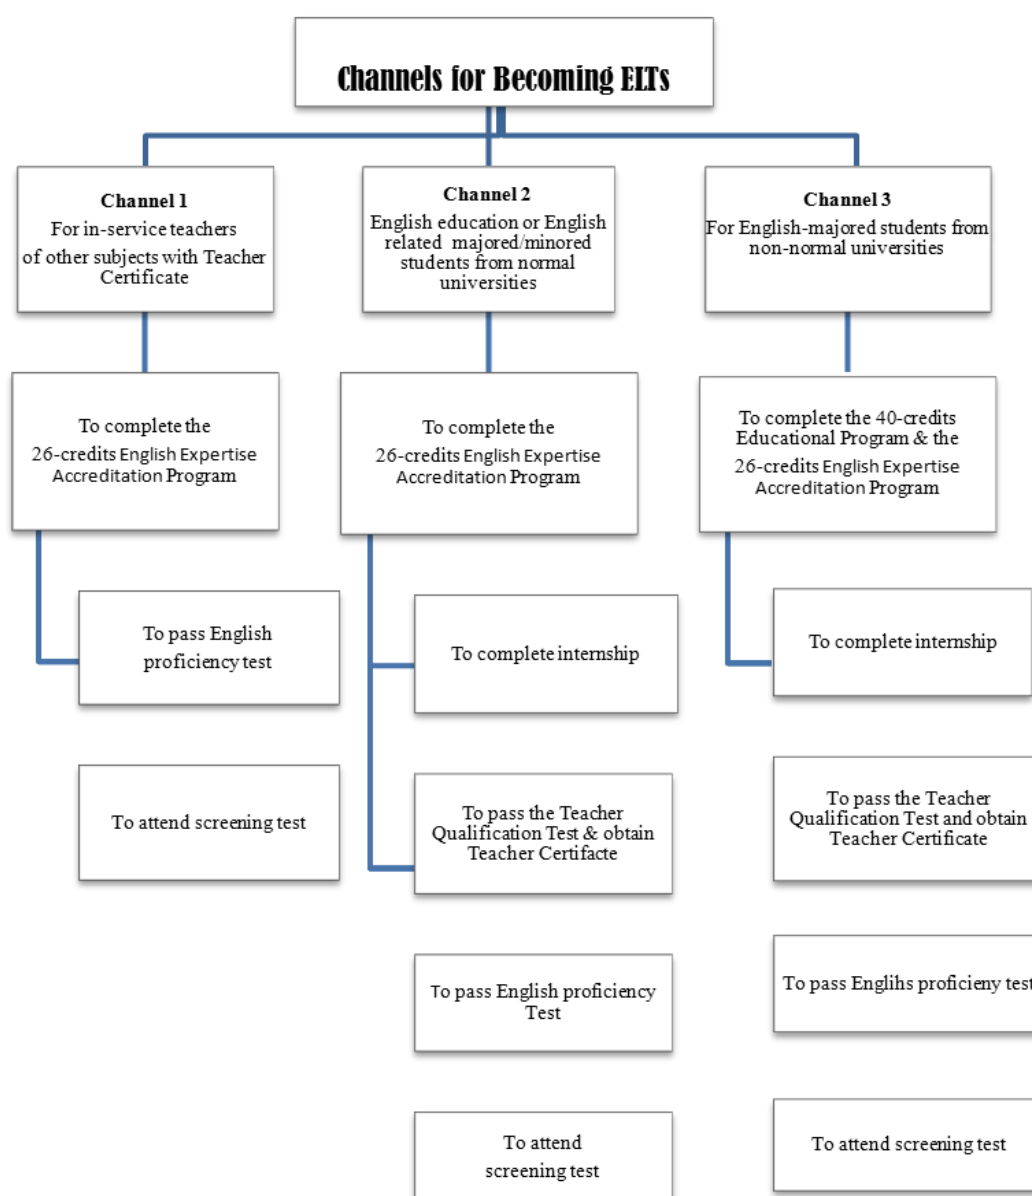 Channels for Becoming ELTs
Channel 1
For in-service teachers
of other subjects with Teacher
Certificate
Channel 2
English education or English
related majored/minored
students from normal
universities
Channel 3
For English-majored students from
non-normal universities
To complete the
26-credits English Expertise
Accreditation Program
To complete the
26-credits English Expertise
Accreditation Program
To complete the 40-credits
Educational Program & the
26-credits English Expertise
Accreditation Program
To pass English
proficiency test
To complete internship
To complete internship
To attend screening test
To pass the Teacher
Qualification Test & obtain
Teacher Certifacte
To pass the Teacher
Qualification Test and obtain
Teacher Certificate
To pass English proficiency
Test
To pass Englihs proficieny test
To attend
screening test
To attend screening test